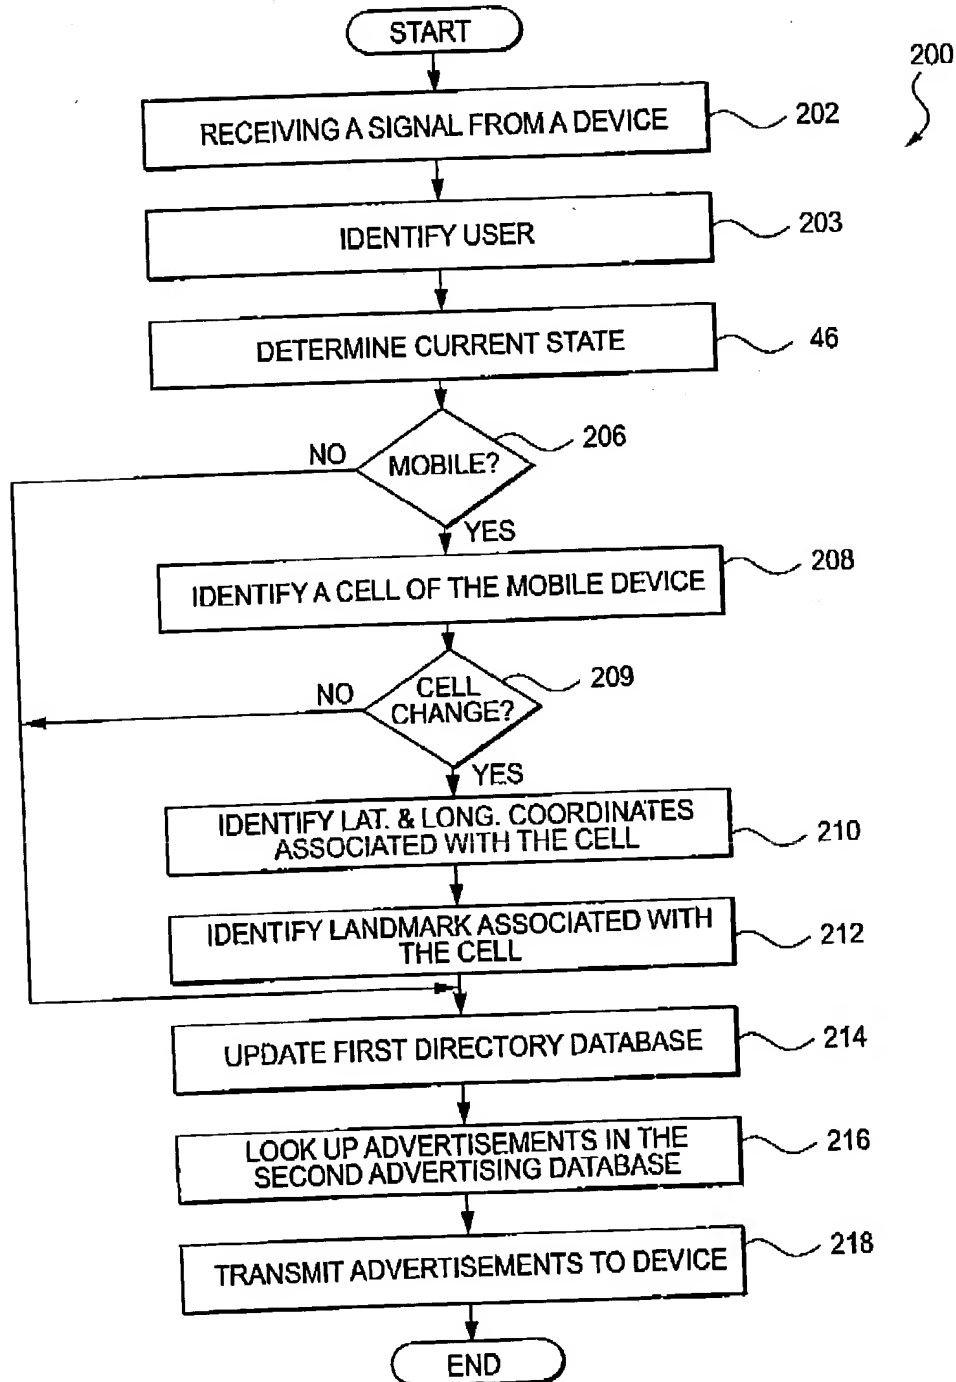 START
200
RECEIVING A SIGNAL FROM A DEVICE
202
IDENTIFY USER
203
DETERMINE CURRENT STATE
46
MOBILE?
206
NO
YES
IDENTIFY A CELL OF THE MOBILE DEVICE
208
CELL
CHANGE?
209
NO
YES
IDENTIFY LAT. & LONG. COORDINATES
ASSOCIATED WITH THE CELL
210
IDENTIFY LANDMARK ASSOCIATED WITH
THE CELL
212
UPDATE FIRST DIRECTORY DATABASE
214
LOOK UP ADVERTISEMENTS IN THE
SECOND ADVERTISING DATABASE
216
TRANSMIT ADVERTISEMENTS TO DEVICE
218
END